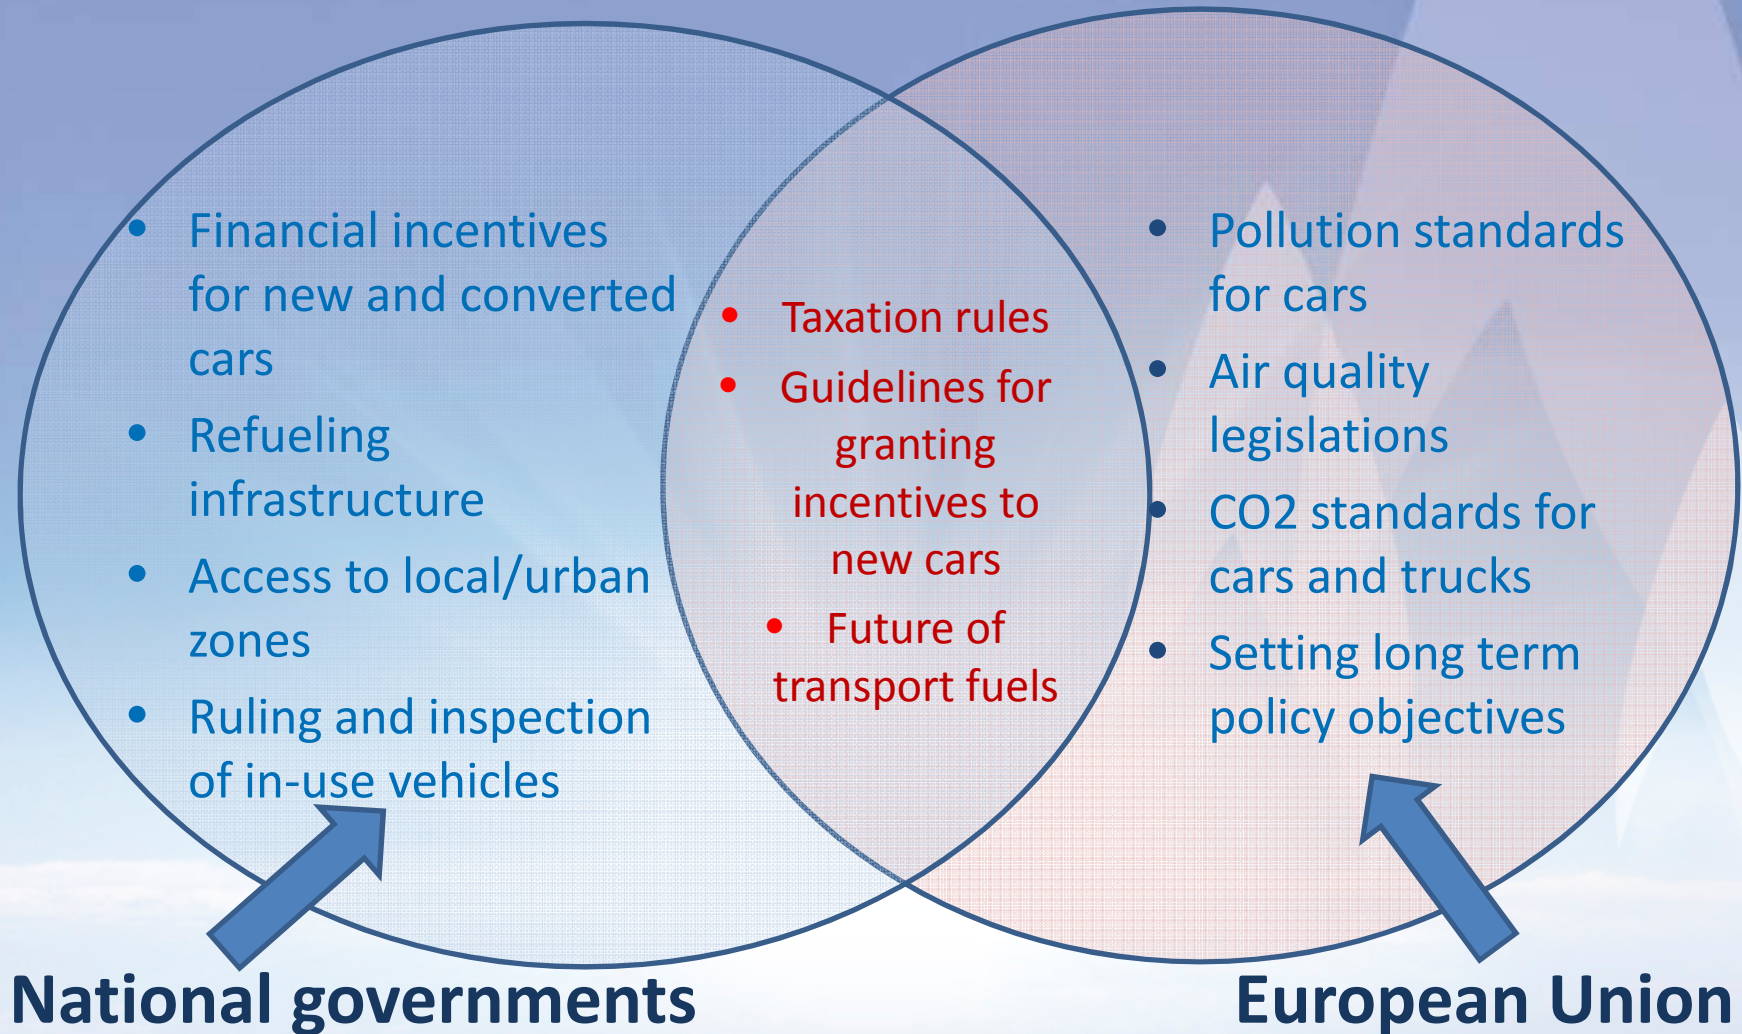 • Financial incentives
for new and converted
cars
• Refueling
infrastructure
• Access to local/urban
zones
• Ruling and inspection
of in-use vehicles
• Taxation rules
• Guidelines for
granting
incentives to
new cars
• Future of
transport fuels
• Pollution standards
for cars
• Air quality
legislations
• CO2 standards for
cars and trucks
• Setting long term
policy objectives
National governments
European Union